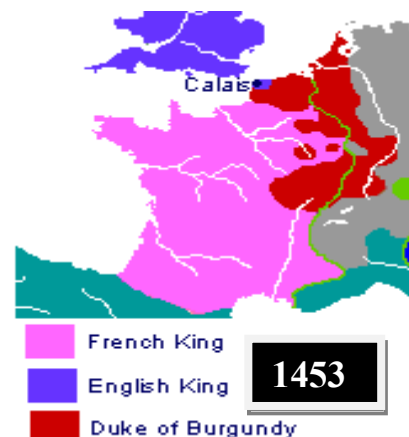 Calais
French King
English King
1453
Duke of Burgundy